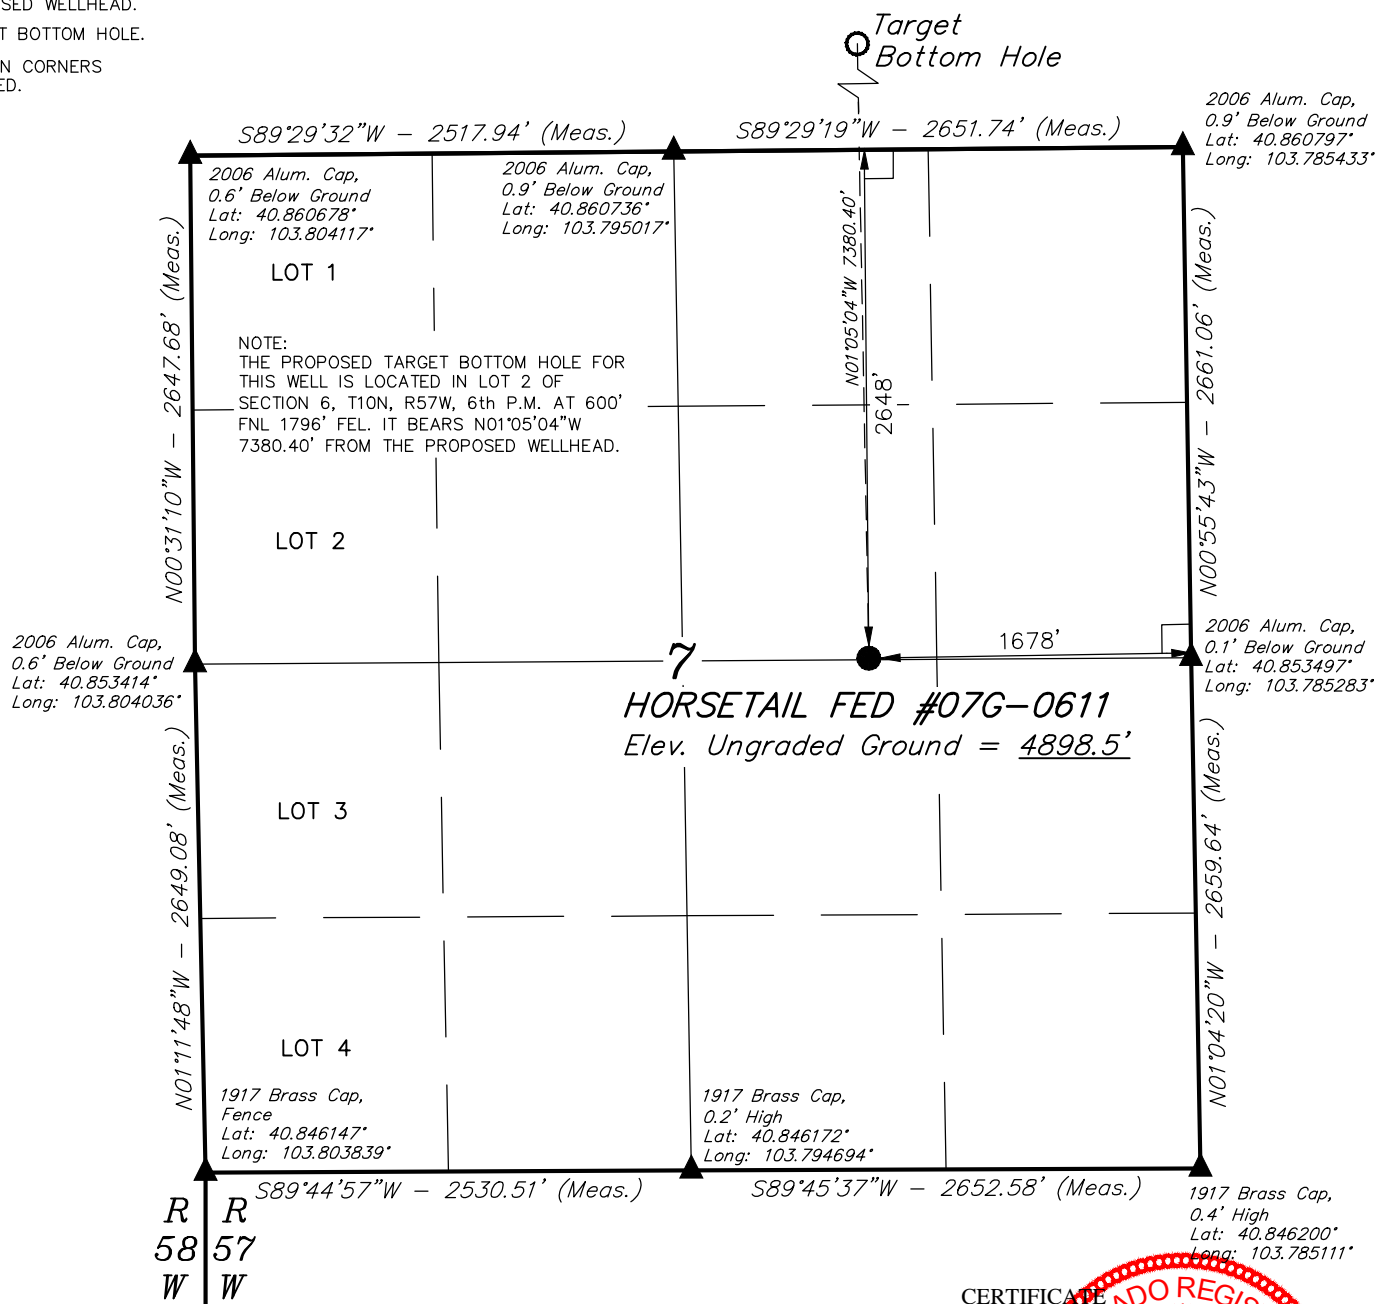 SED WELLHEAD.
T BOTTOM HOLE.
N CORNERS
ED.
Target
Bottom Hole
S89°29'32"W – 2517.94' (Meas.)
S89°29'19"W – 2651.74' (Meas.)
2006 Alum. Cap,
0.9' Below Ground
Lat: 40.860797°
Long: 103.785433°
2006 Alum. Cap,
0.6' Below Ground
Lat: 40.860678°
Long: 103.804117°
2006 Alum. Cap,
0.9' Below Ground
Lat: 40.860736°
Long: 103.795017°
N00°31'10"W – 2647.68' (Meas.)
N01°05'04"W 7380.40'
2648'
N00°55'43"W – 2661.06' (Meas.)
LOT 1
NOTE:
THE PROPOSED TARGET BOTTOM HOLE FOR
THIS WELL IS LOCATED IN LOT 2 OF
SECTION 6, T10N, R57W, 6th P.M. AT 600'
FNL 1796' FEL. IT BEARS N01°05'04"W
7380.40' FROM THE PROPOSED WELLHEAD.
LOT 2
2006 Alum. Cap,
0.6' Below Ground
Lat: 40.853414°
Long: 103.804036°
7
1678'
2006 Alum. Cap,
0.1' Below Ground
Lat: 40.853497°
Long: 103.785283°
HORSETAIL FED #07G–0611
Elev. Ungraded Ground = 4898.5'
N01°11'48"W – 2649.08' (Meas.)
N01°04'20"W – 2659.64' (Meas.)
LOT 3
LOT 4
1917 Brass Cap,
Fence
Lat: 40.846147°
Long: 103.803839°
1917 Brass Cap,
0.2' High
Lat: 40.846172°
Long: 103.794694°
S89°44'57"W – 2530.51' (Meas.)
S89°45'37"W – 2652.58' (Meas.)
1917 Brass Cap,
0.4' High
Lat: 40.846200°
Long: 103.785111°
R R
58 57
W W
CERTIFICATE
ADO REGIS